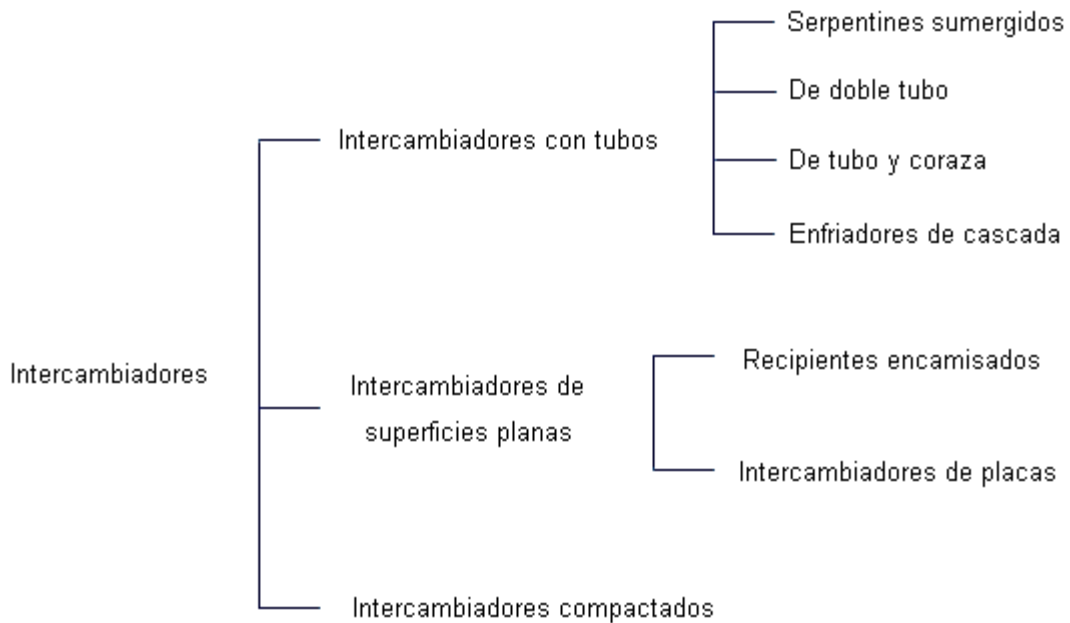 Serpentines sumergidos
De doble tubo
Intercambiadores con tubos
De tubo y coraza
Enfriadores de cascada
Intercambiadores
Intercambiadores de
superficies planas
Recipientes encamisados
Intercambiadores de placas
Intercambiadores compactados